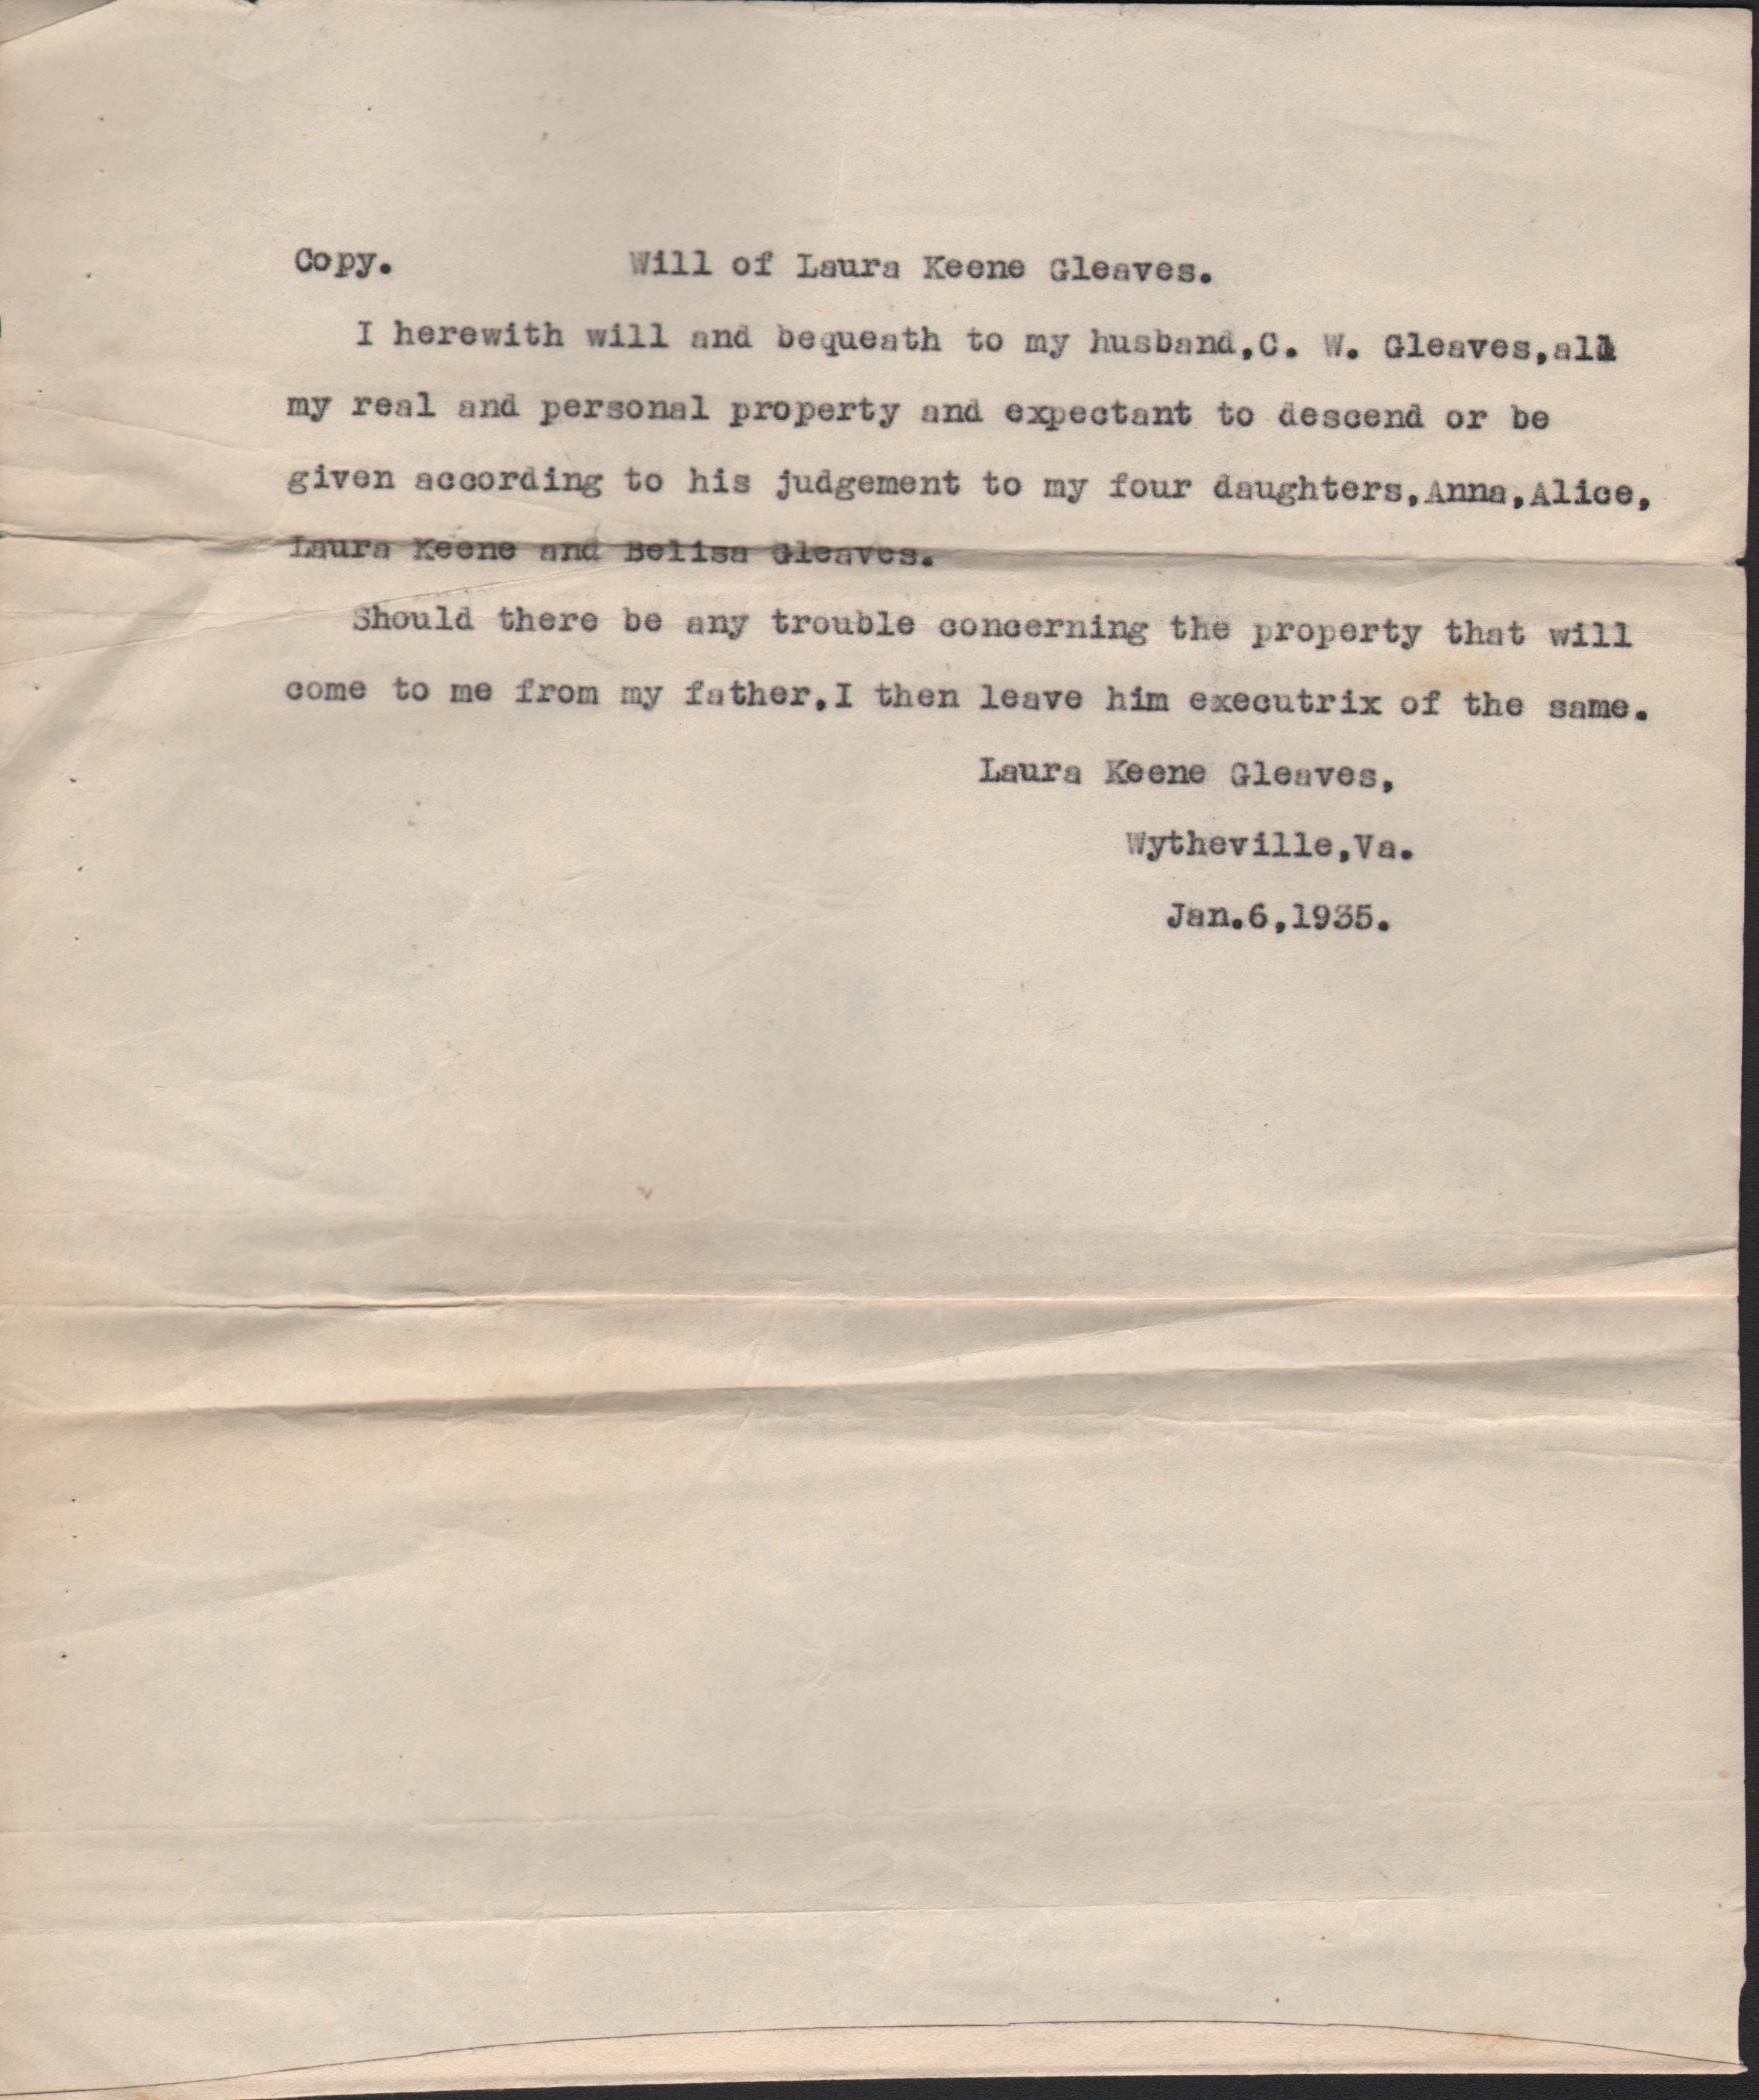 Copy. Will of Laura Keene Gleaves.
I herewith will and bequeath to my husband,C. W. Gleaves,all
my real and personal property and expectant to descend or be
given according to his judgement to my four daughters,Anna,Alice,
Laura Keene and Belisa Gleaves.
Should there be any trouble concerning the property that will
come to me from my father,I then leave him executrix of the same.
Laura Keene Gleaves,
Wytheville,Va.
Jan.6,1935.